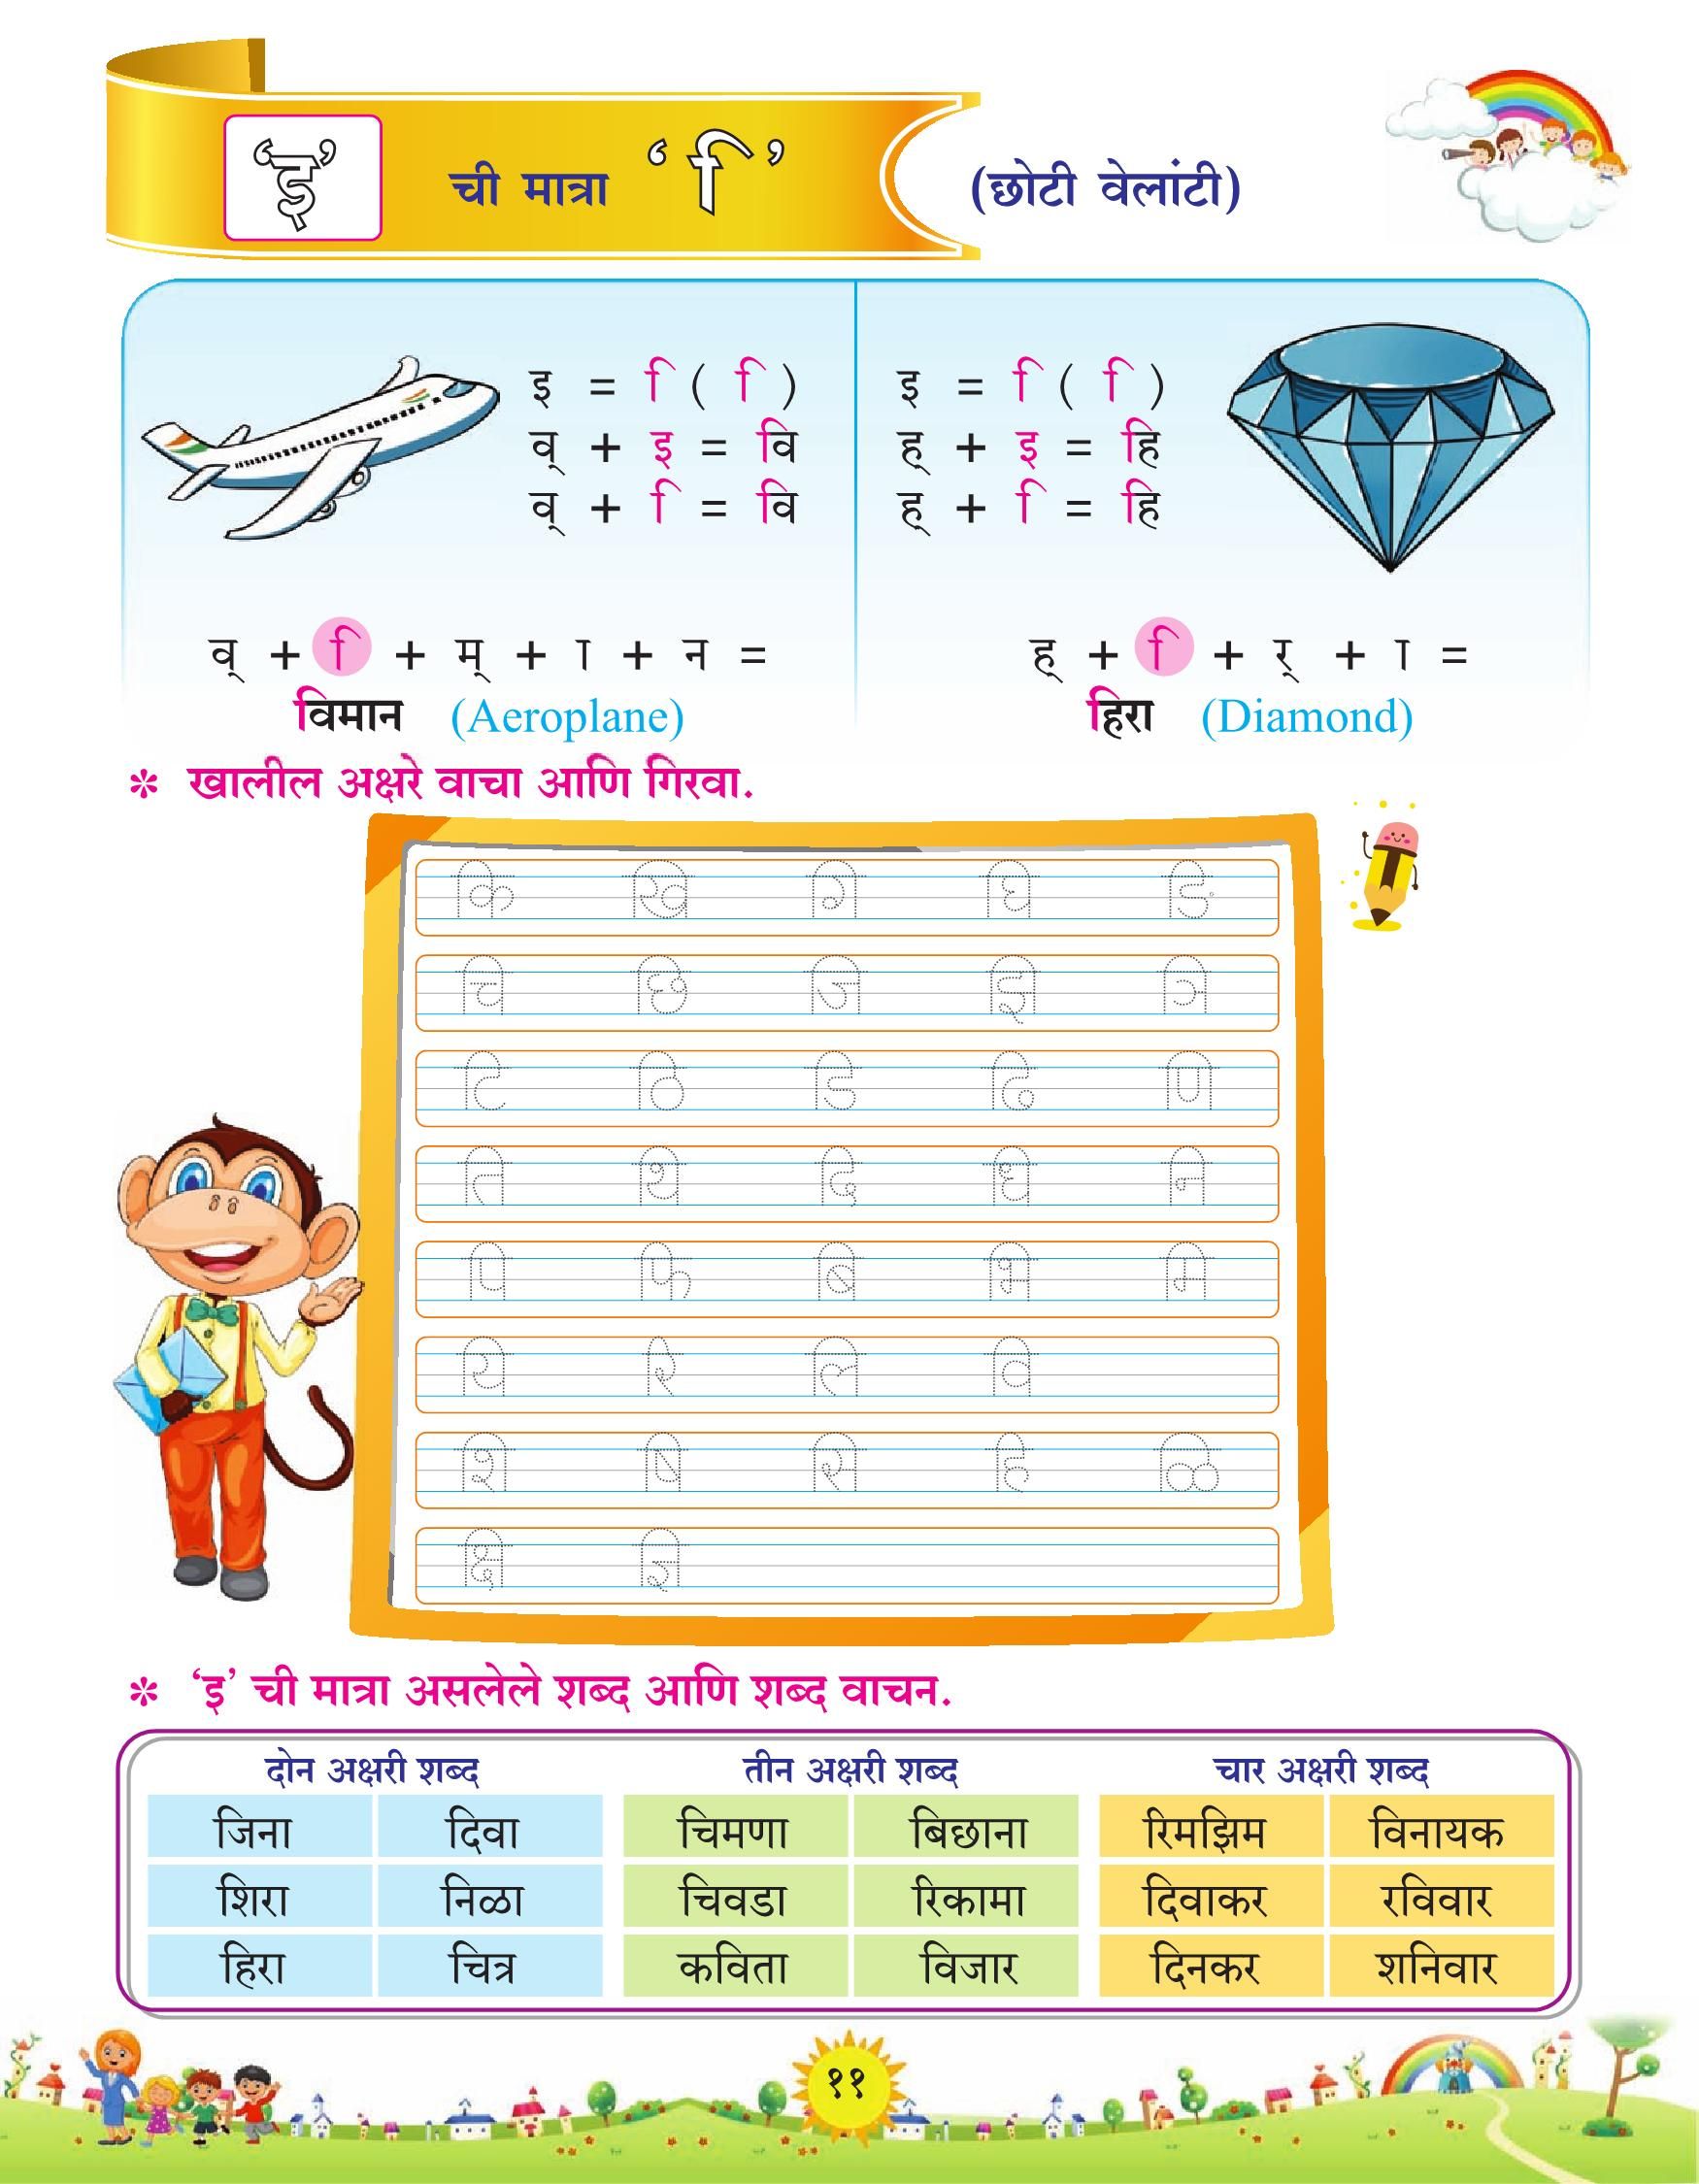 ‘इ’ ची मात्रा ‘ ि ’ (छोटी वेलांटी)
इ = ि ( ि )
व् + इ = वि
व् + ि = वि
व् + ि + म् + ा + न =
विमान (Aeroplane)
इ = ि ( ि )
ह् + इ = हि
ह् + ि = हि
ह् + ि + र् + ा =
हिरा (Diamond)
* खालील अक्षरे वाचा आणि गिरवा.
कि खि गि घि ङि
चि छि जि झि ञि
टि ठि डि ढि णि
ति थि दि धि नि
पि फि बि भि मि
यि रि लि वि
शि षि सि हि ळि
क्षि ज्ञि
* ‘इ’ ची मात्रा असलेले शब्द आणि शब्द वाचन.
दोन अक्षरी शब्द तीन अक्षरी शब्द चार अक्षरी शब्द
जिना दिवा चिमणा बिछाना रिमझिम विनायक
शिरा निळा चिवडा रिकामा दिवाकर रविवार
हिरा चित्र कविता विजार दिनकर शनिवार
११